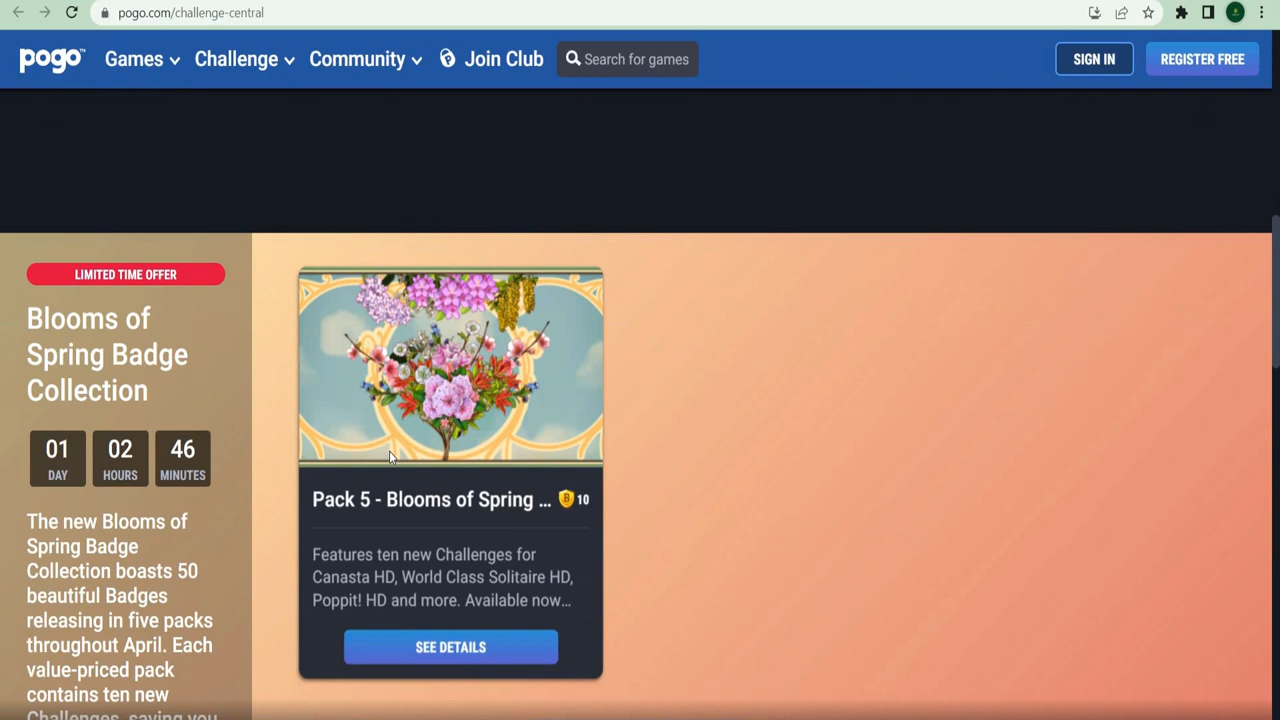 pogo.com/challenge-central
pogo™ Games Challenge Community Join Club Search for games SIGN IN REGISTER FREE
LIMITED TIME OFFER
Blooms of
Spring Badge
Collection
01 02 46
DAY HOURS MINUTES
The new Blooms of
Spring Badge
Collection boasts 50
beautiful Badges
releasing in five packs
throughout April. Each
value-priced pack
contains ten new
Challenges, saving you
Pack 5 - Blooms of Spring ... B 10
Features ten new Challenges for
Canasta HD, World Class Solitaire HD,
Poppit! HD and more. Available now...
SEE DETAILS